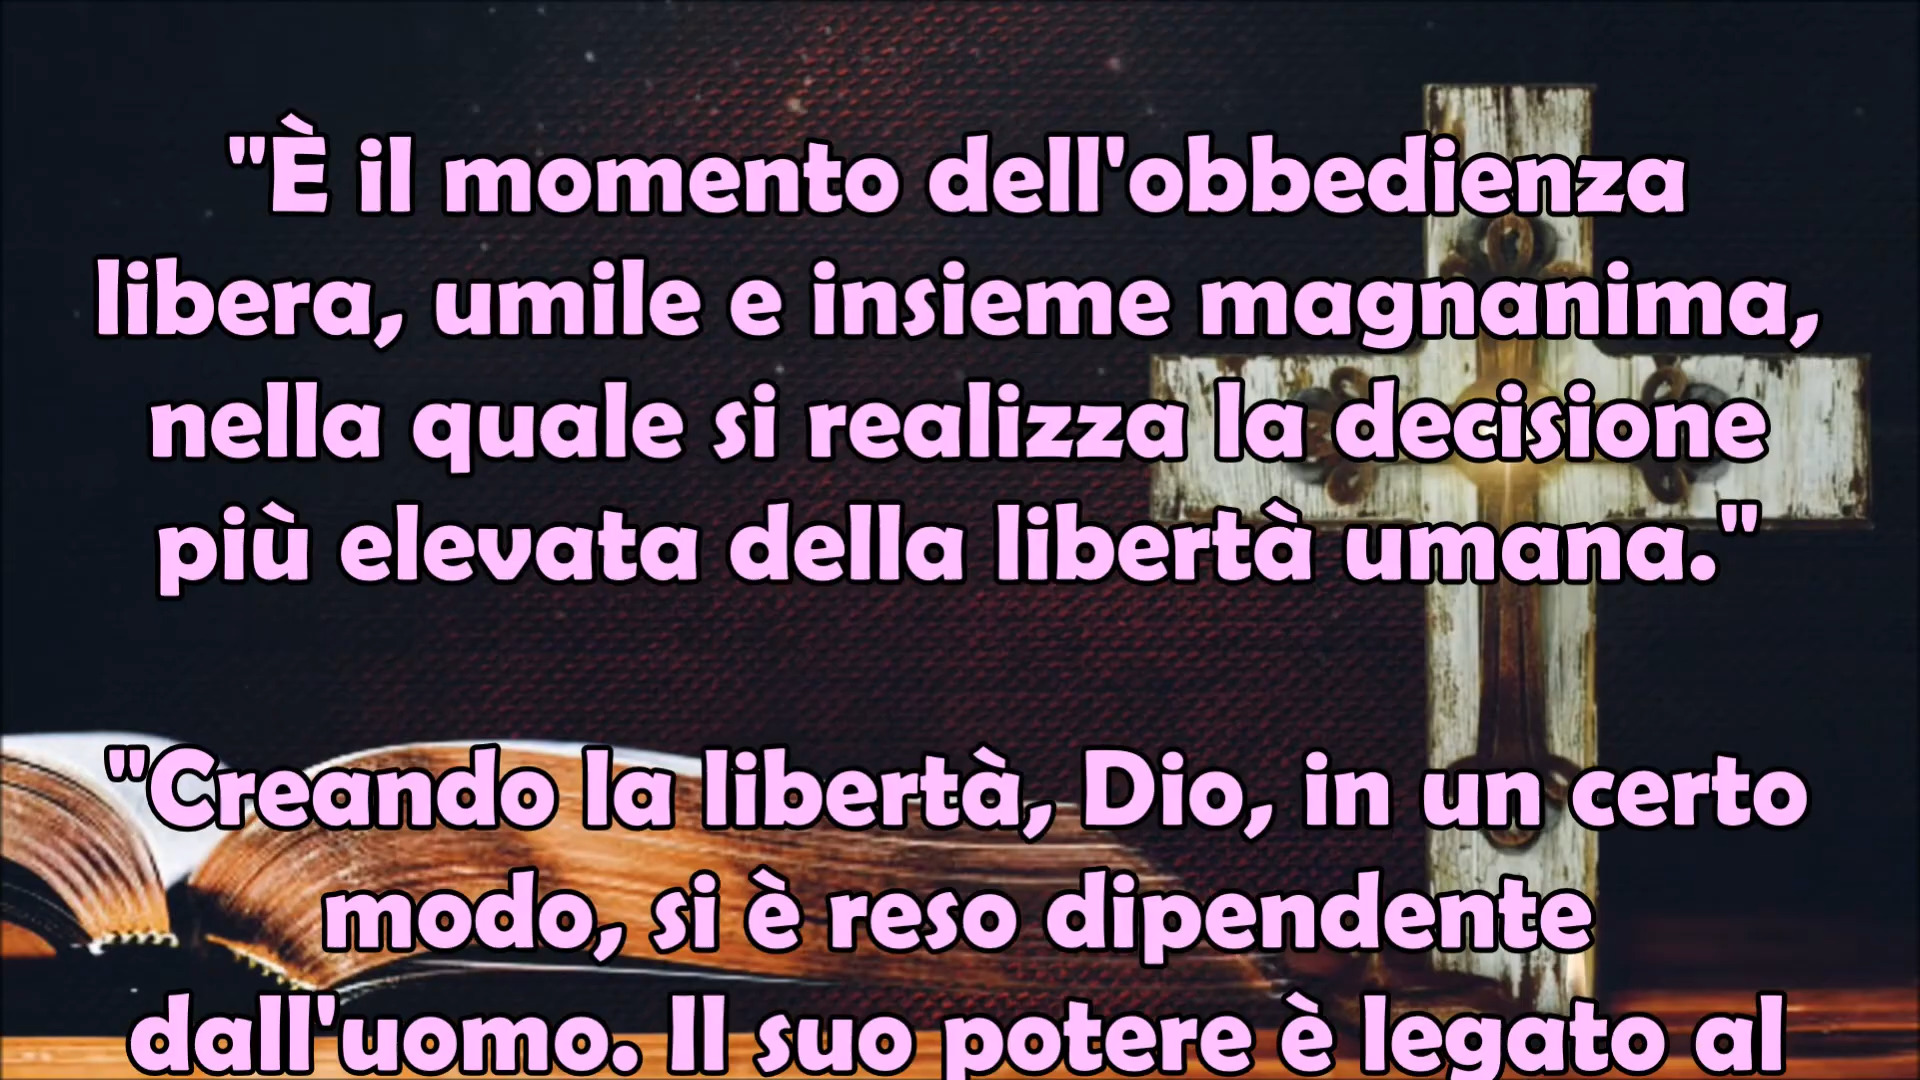 "È il momento dell'obbedienza
libera, umile e insieme magnanima,
nella quale si realizza la decisione
più elevata della libertà umana."
"Creando la libertà, Dio, in un certo
modo, si è reso dipendente
dall'uomo. Il suo potere è legato al